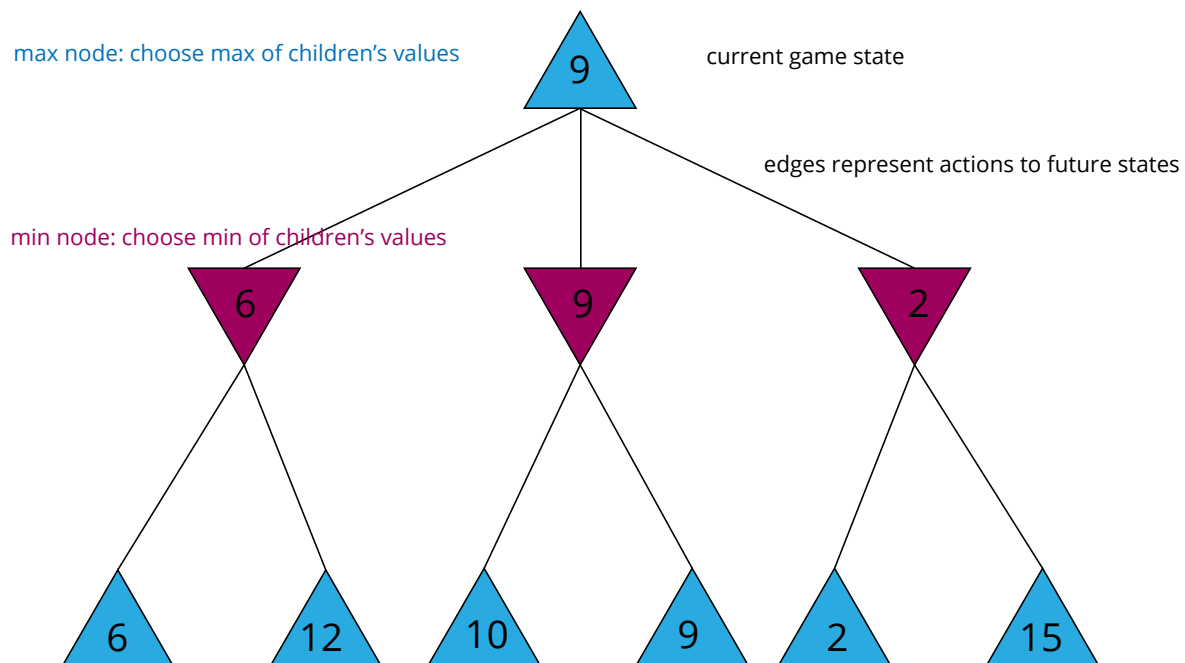 max node: choose max of children’s values
current game state
9
edges represent actions to future states
min node: choose min of children’s values
6
9
2
6
12
10
9
2
15